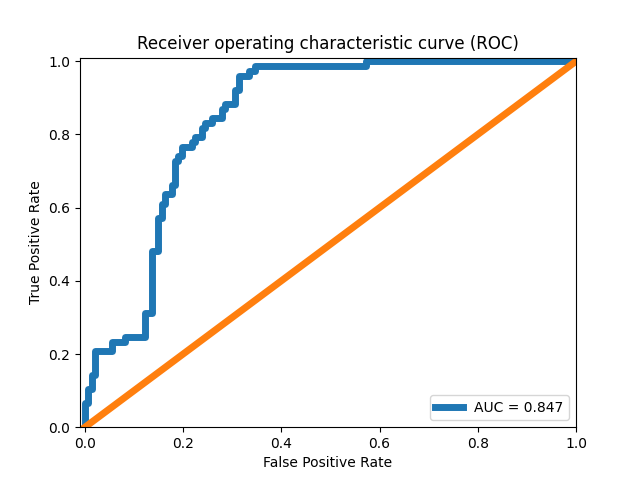 Receiver operating characteristic curve (ROC)
True Positive Rate
1.0
0.8
0.6
0.4
0.2
0.0
AUC = 0.847
0.0 0.2 0.4 0.6 0.8 1.0
False Positive Rate